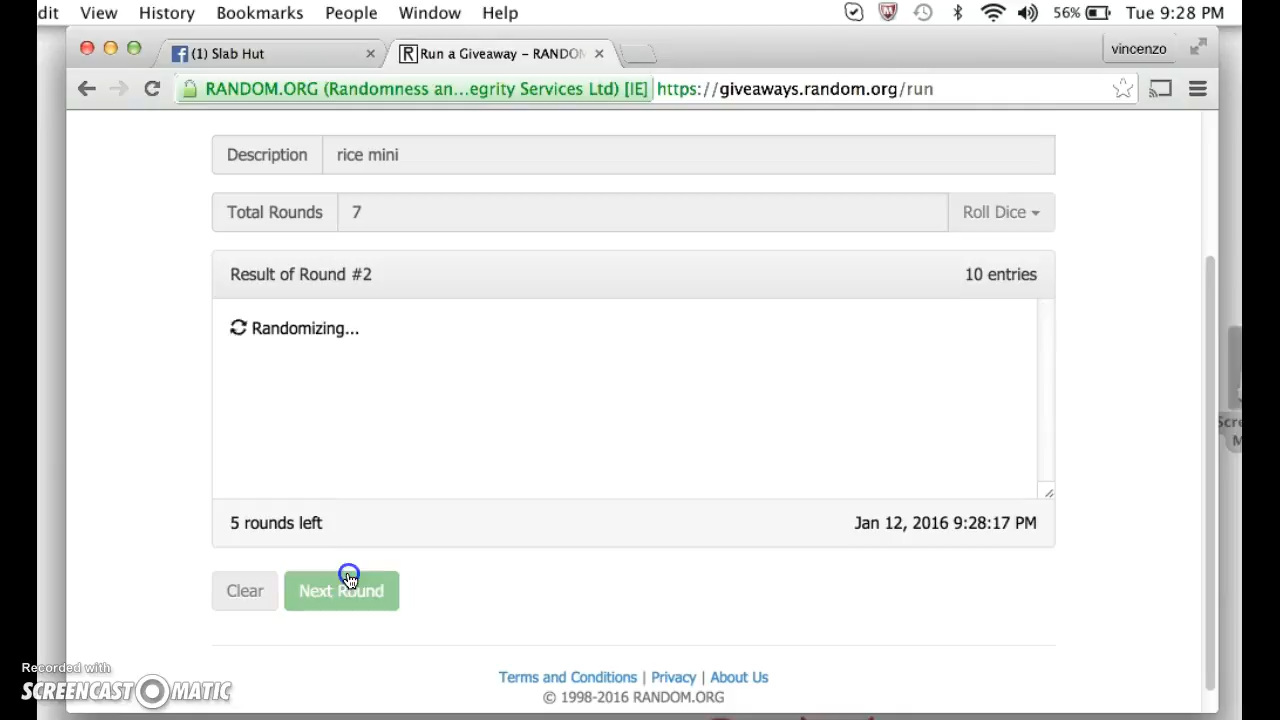 dit View History Bookmarks People Window Help 56% Tue 9:28 PM
(1) Slab Hut Run a Giveaway – RANDOM vincenzo
RANDOM.ORG (Randomness an...egrity Services Ltd) [IE] https://giveaways.random.org/run
Description rice mini
Total Rounds 7 Roll Dice
Result of Round #2 10 entries
Randomizing...
Scre
M
5 rounds left Jan 12, 2016 9:28:17 PM
Clear Next Round
Recorded with
SCREENCAST-O-MATIC
Terms and Conditions | Privacy | About Us
© 1998-2016 RANDOM.ORG